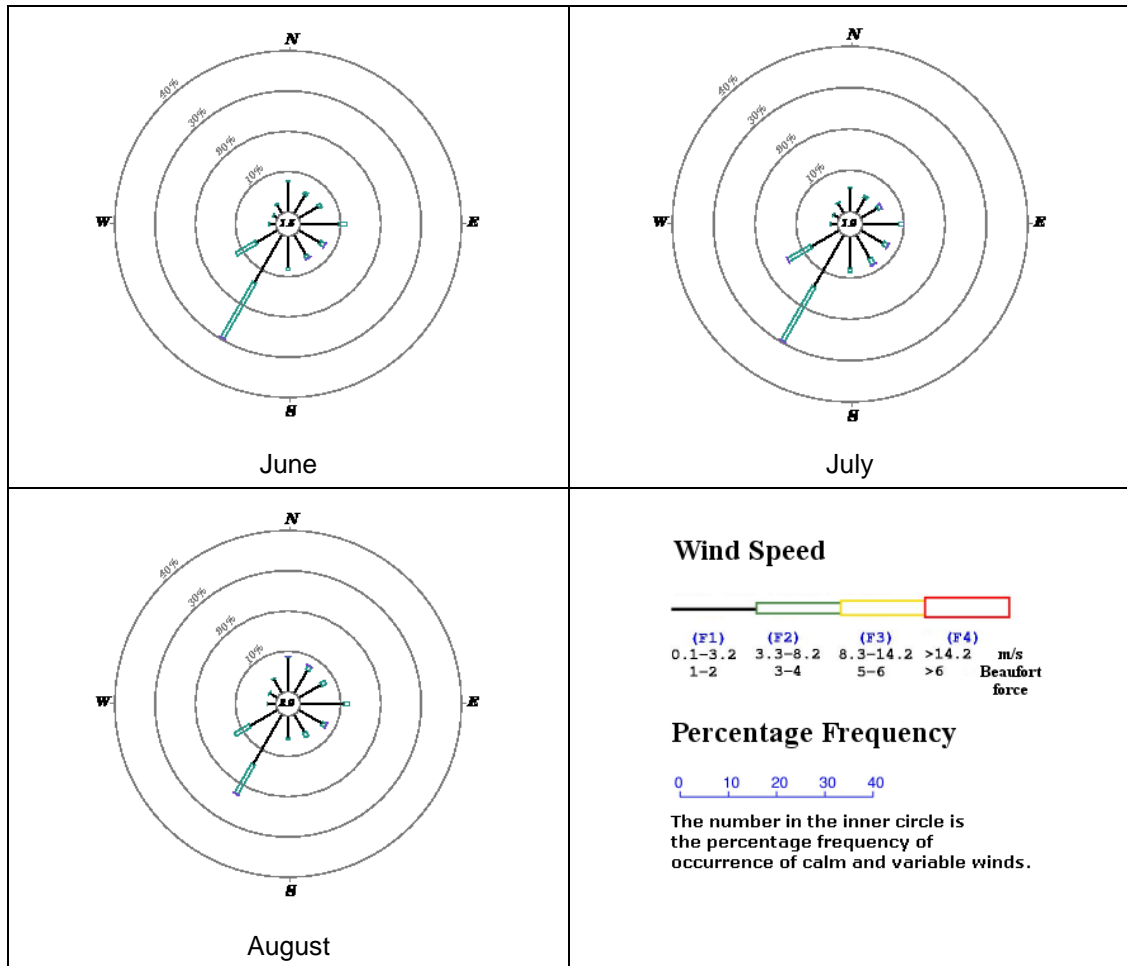 N
40%
30%
20%
10%
W
E
S
June
N
40%
30%
20%
10%
W
E
S
July
N
40%
30%
20%
10%
W
E
S
August
Wind Speed
(F1) (F2) (F3) (F4)
0.1-3.2 3.3-8.2 8.3-14.2 >14.2 m/s
1-2 3-4 5-6 >6 Beaufort
force
Percentage Frequency
0 10 20 30 40
The number in the inner circle is
the percentage frequency of
occurrence of calm and variable winds.